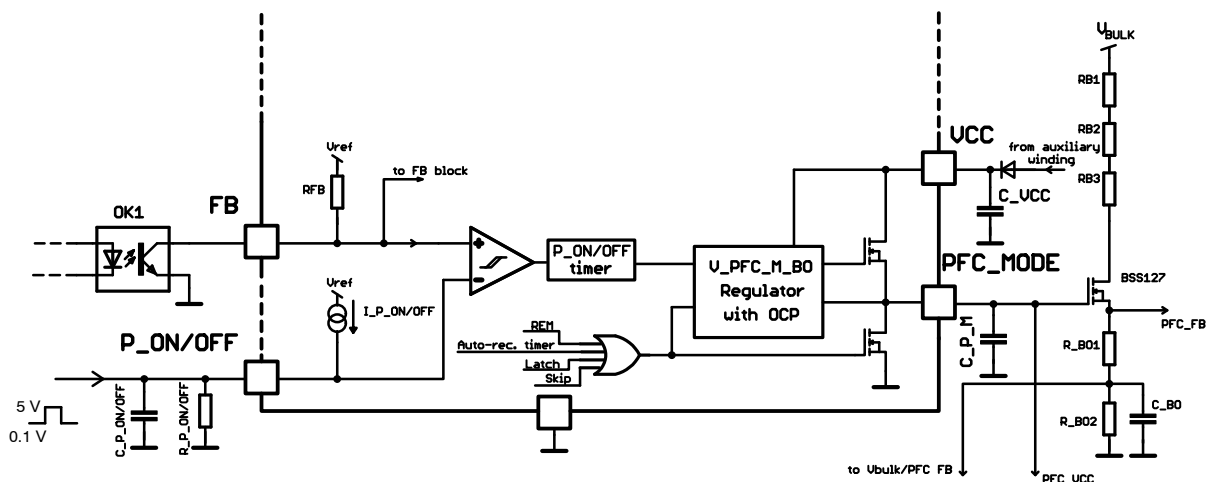 VBULK
RB1
VCC
RB2
from auxiliary
winding
Vref
to FB block
RB3
RFB
C_VCC
OK1
FB
P_ON/OFF
timer
V_PFC_M_BO
Regulator
with OCP
PFC_MODE
BSS127
Vref
I_P_ON/OFF
PFC_FB
P_ON/OFF
REM
Auto-rec. timer
Latch
Skip
C_P_M
R_BO1
5 V
0.1 V
C_P_ON/OFF
R_P_ON/OFF
R_BO2
C_BO
to Vbulk/PFC FB
PFC_VCC